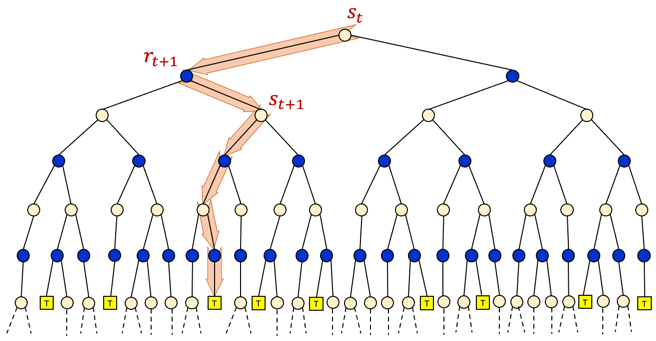 s_t
r_{t+1}
s_{t+1}
T T T T T T T T T